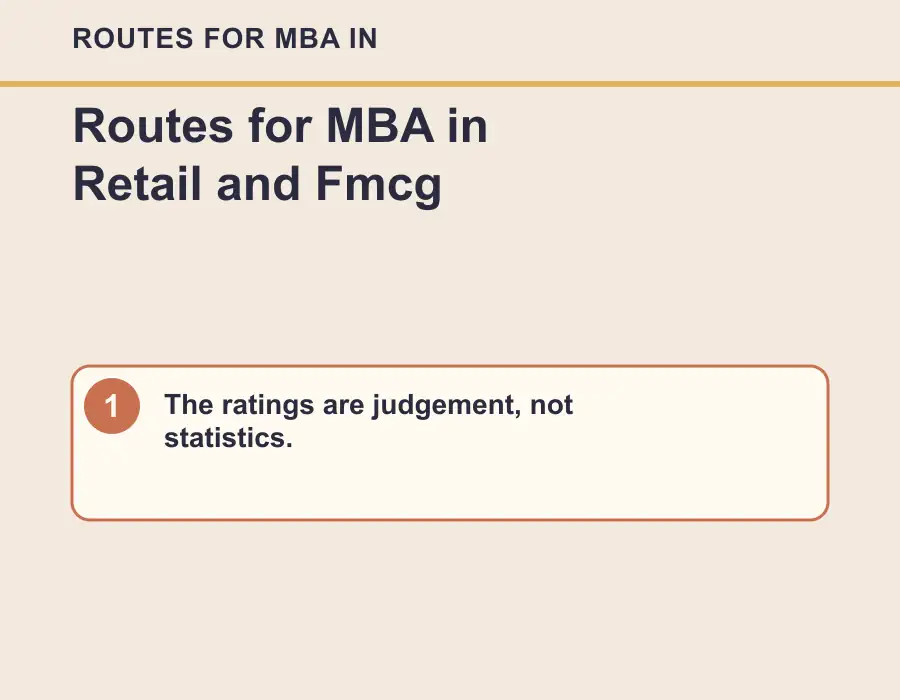 ROUTES FOR MBA IN
Routes for MBA in
Retail and Fmcg
1
The ratings are judgement, not
statistics.